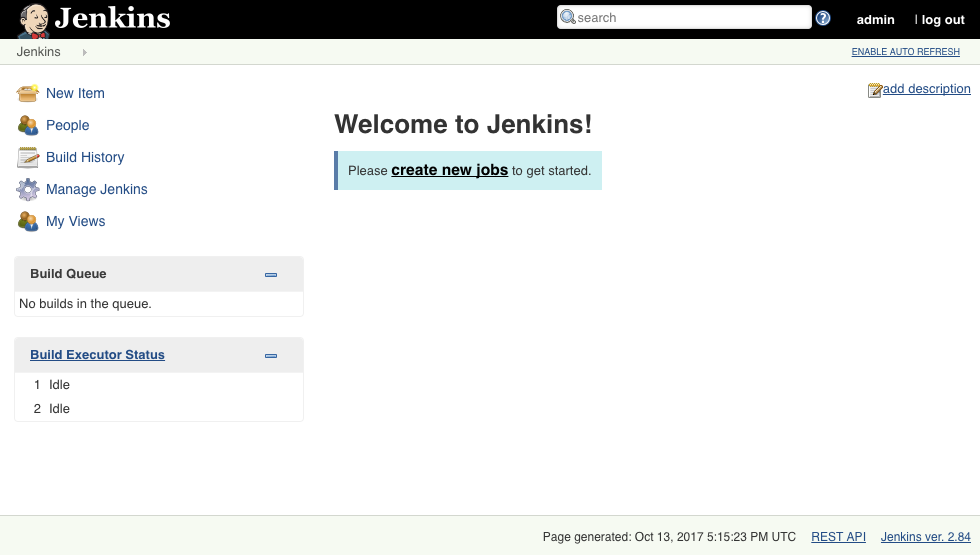 Jenkins
search
admin
| log out
Jenkins
ENABLE AUTO REFRESH
New Item
People
Build History
Manage Jenkins
My Views
Build Queue
No builds in the queue.
Build Executor Status
1 Idle
2 Idle
add description
Welcome to Jenkins!
Please create new jobs to get started.
Page generated: Oct 13, 2017 5:15:23 PM UTC
REST API
Jenkins ver. 2.84